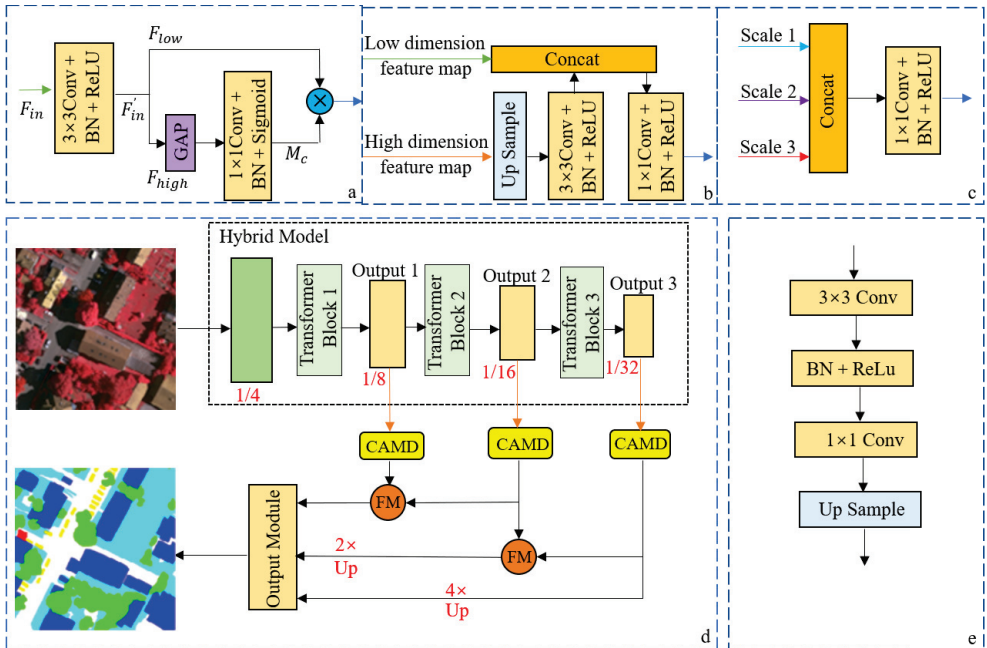 F_in
3×3Conv +
BN + ReLU
F'_in
F_low
F_high
GAP
1×1Conv +
BN + Sigmoid
M_c
×
a
Low dimension
feature map
High dimension
feature map
Concat
Up Sample
3×3Conv +
BN + ReLU
1×1Conv +
BN + ReLU
b
Scale 1
Scale 2
Scale 3
Concat
1×1Conv +
BN + ReLU
c
Hybrid Model
1/4
Transformer
Block 1
Output 1
1/8
Transformer
Block 2
Output 2
1/16
Transformer
Block 3
Output 3
1/32
CAMD
CAMD
CAMD
FM
FM
2×
Up
4×
Up
Output Module
d
3×3 Conv
BN + ReLu
1×1 Conv
Up Sample
e